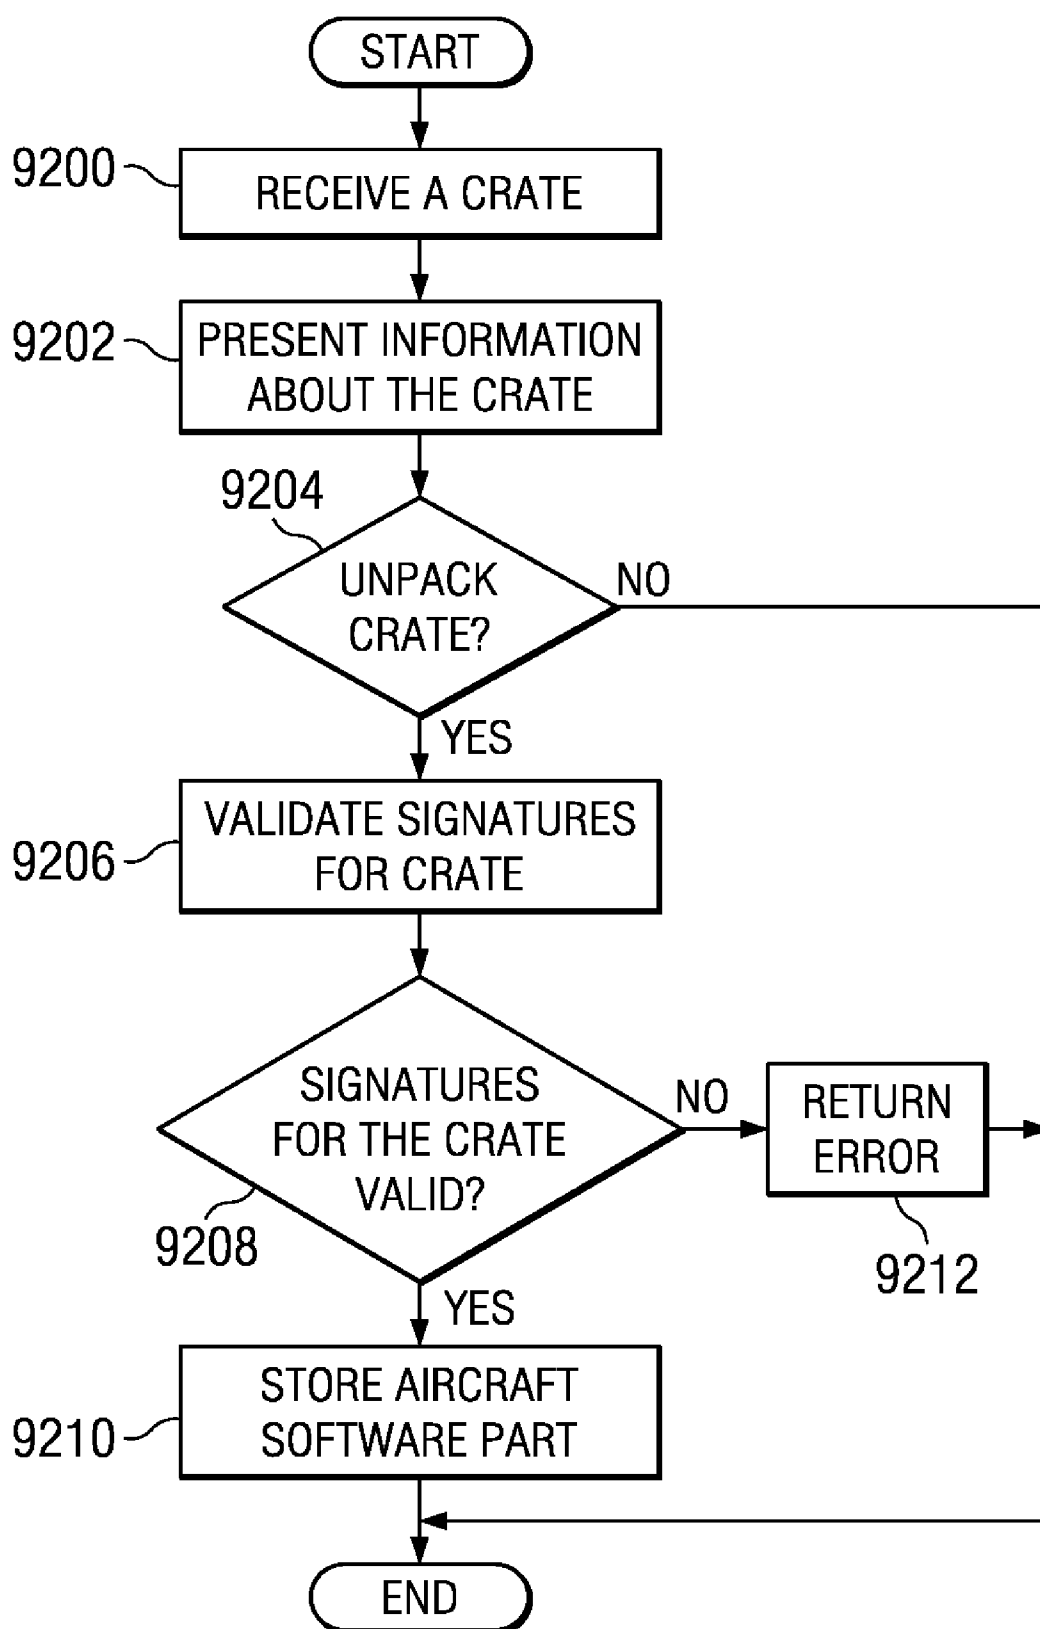 START
9200
RECEIVE A CRATE
9202
PRESENT INFORMATION
ABOUT THE CRATE
9204
UNPACK
CRATE?
NO
YES
9206
VALIDATE SIGNATURES
FOR CRATE
SIGNATURES
FOR THE CRATE
VALID?
9208
NO
RETURN
ERROR
9212
YES
9210
STORE AIRCRAFT
SOFTWARE PART
END